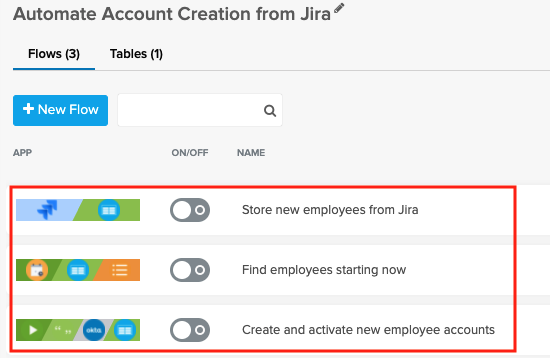 Automate Account Creation from Jira
Flows (3) Tables (1)
+ New Flow
APP ON/OFF NAME
Store new employees from Jira
Find employees starting now
okta Create and activate new employee accounts